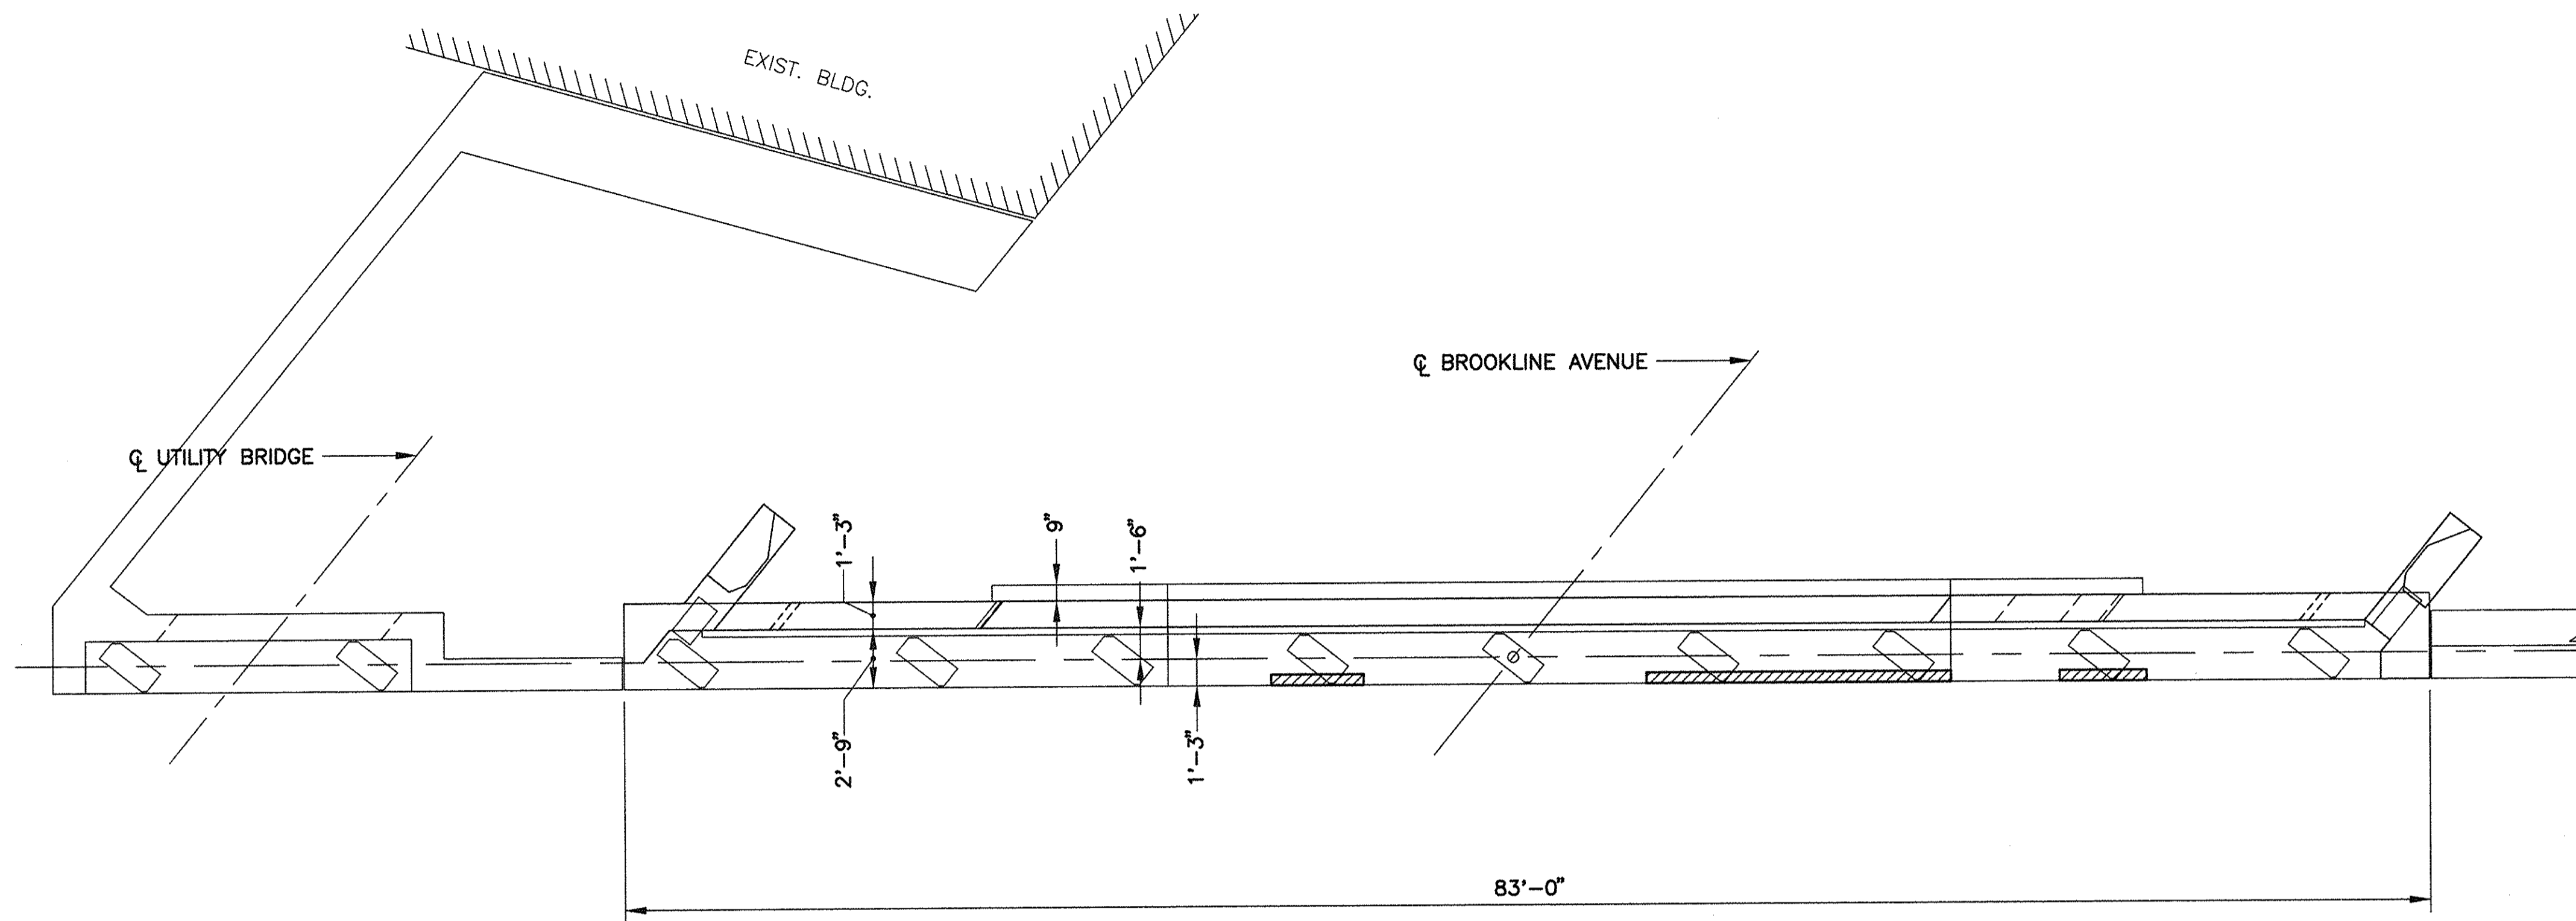 EXIST. BLDG.
℄ BROOKLINE AVENUE
℄ UTILITY BRIDGE
1'-3"
9"
1'-6"
2'-9"
1'-3"
83'-0"